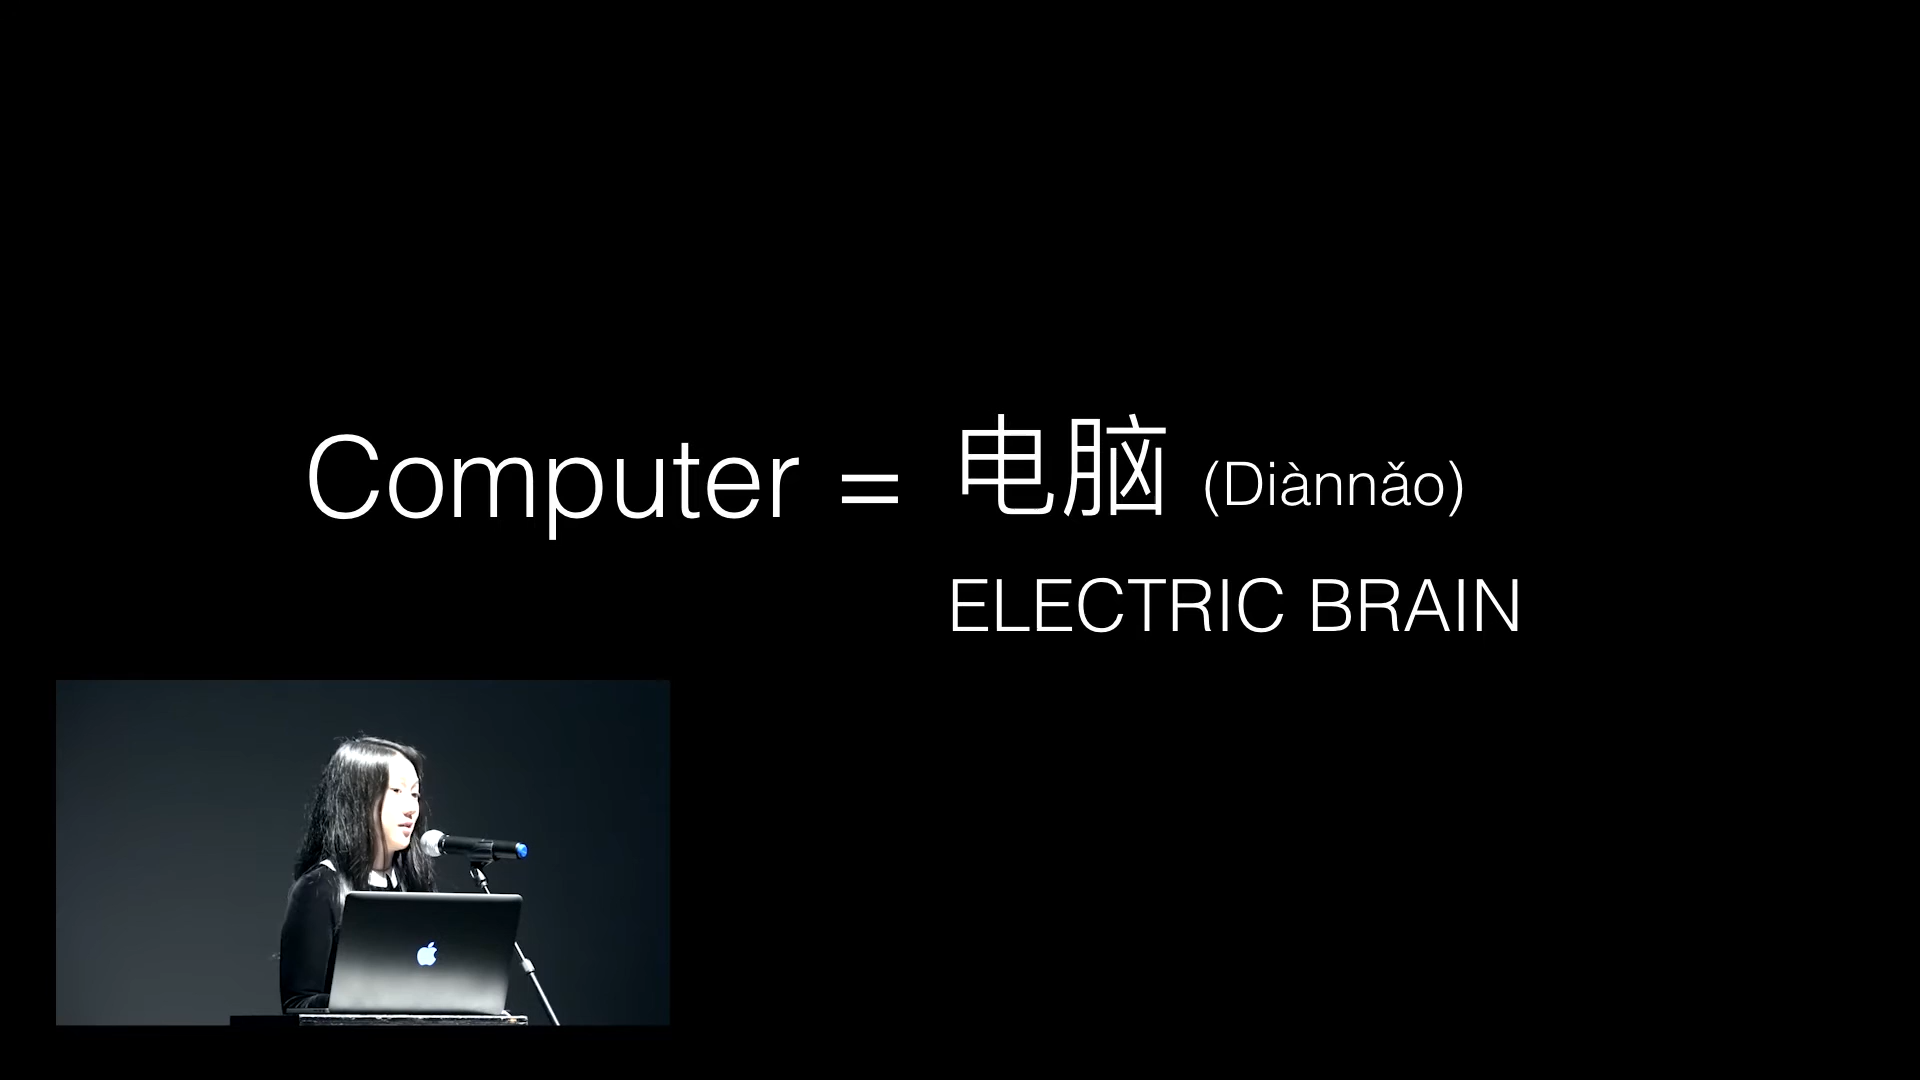 Computer = 电脑 (Diànnǎo)
ELECTRIC BRAIN